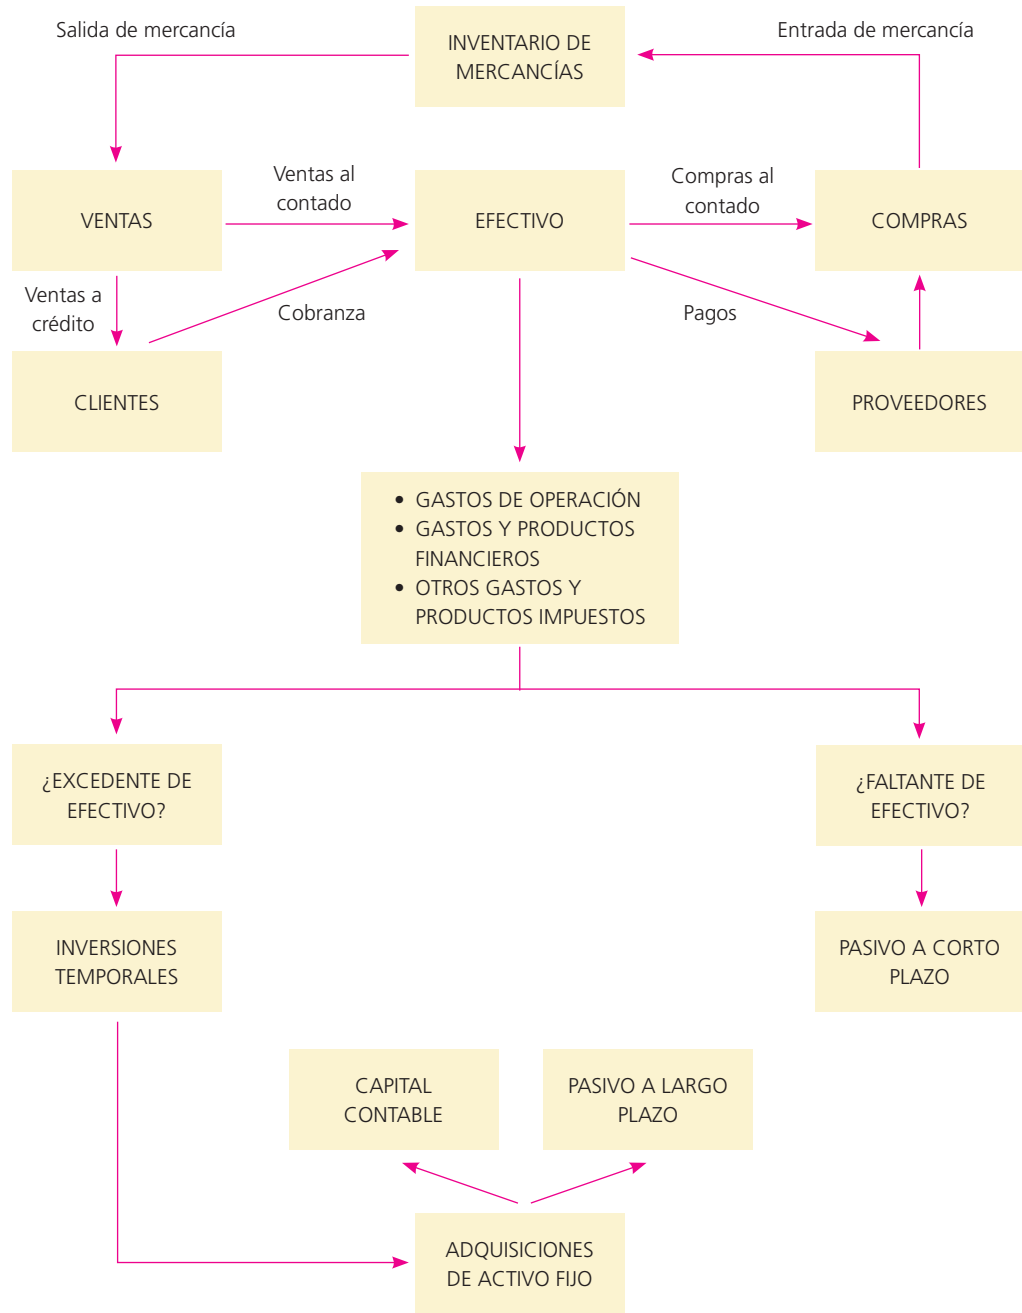 Salida de mercancía
INVENTARIO DE
MERCANCÍAS
Entrada de mercancía
VENTAS
Ventas al
contado
EFECTIVO
Compras al
contado
COMPRAS
Ventas a
crédito
Cobranza
Pagos
CLIENTES
PROVEEDORES
• GASTOS DE OPERACIÓN
• GASTOS Y PRODUCTOS
FINANCIEROS
• OTROS GASTOS Y
PRODUCTOS IMPUESTOS
¿EXCEDENTE DE
EFECTIVO?
¿FALTANTE DE
EFECTIVO?
INVERSIONES
TEMPORALES
PASIVO A CORTO
PLAZO
CAPITAL
CONTABLE
PASIVO A LARGO
PLAZO
ADQUISICIONES
DE ACTIVO FIJO